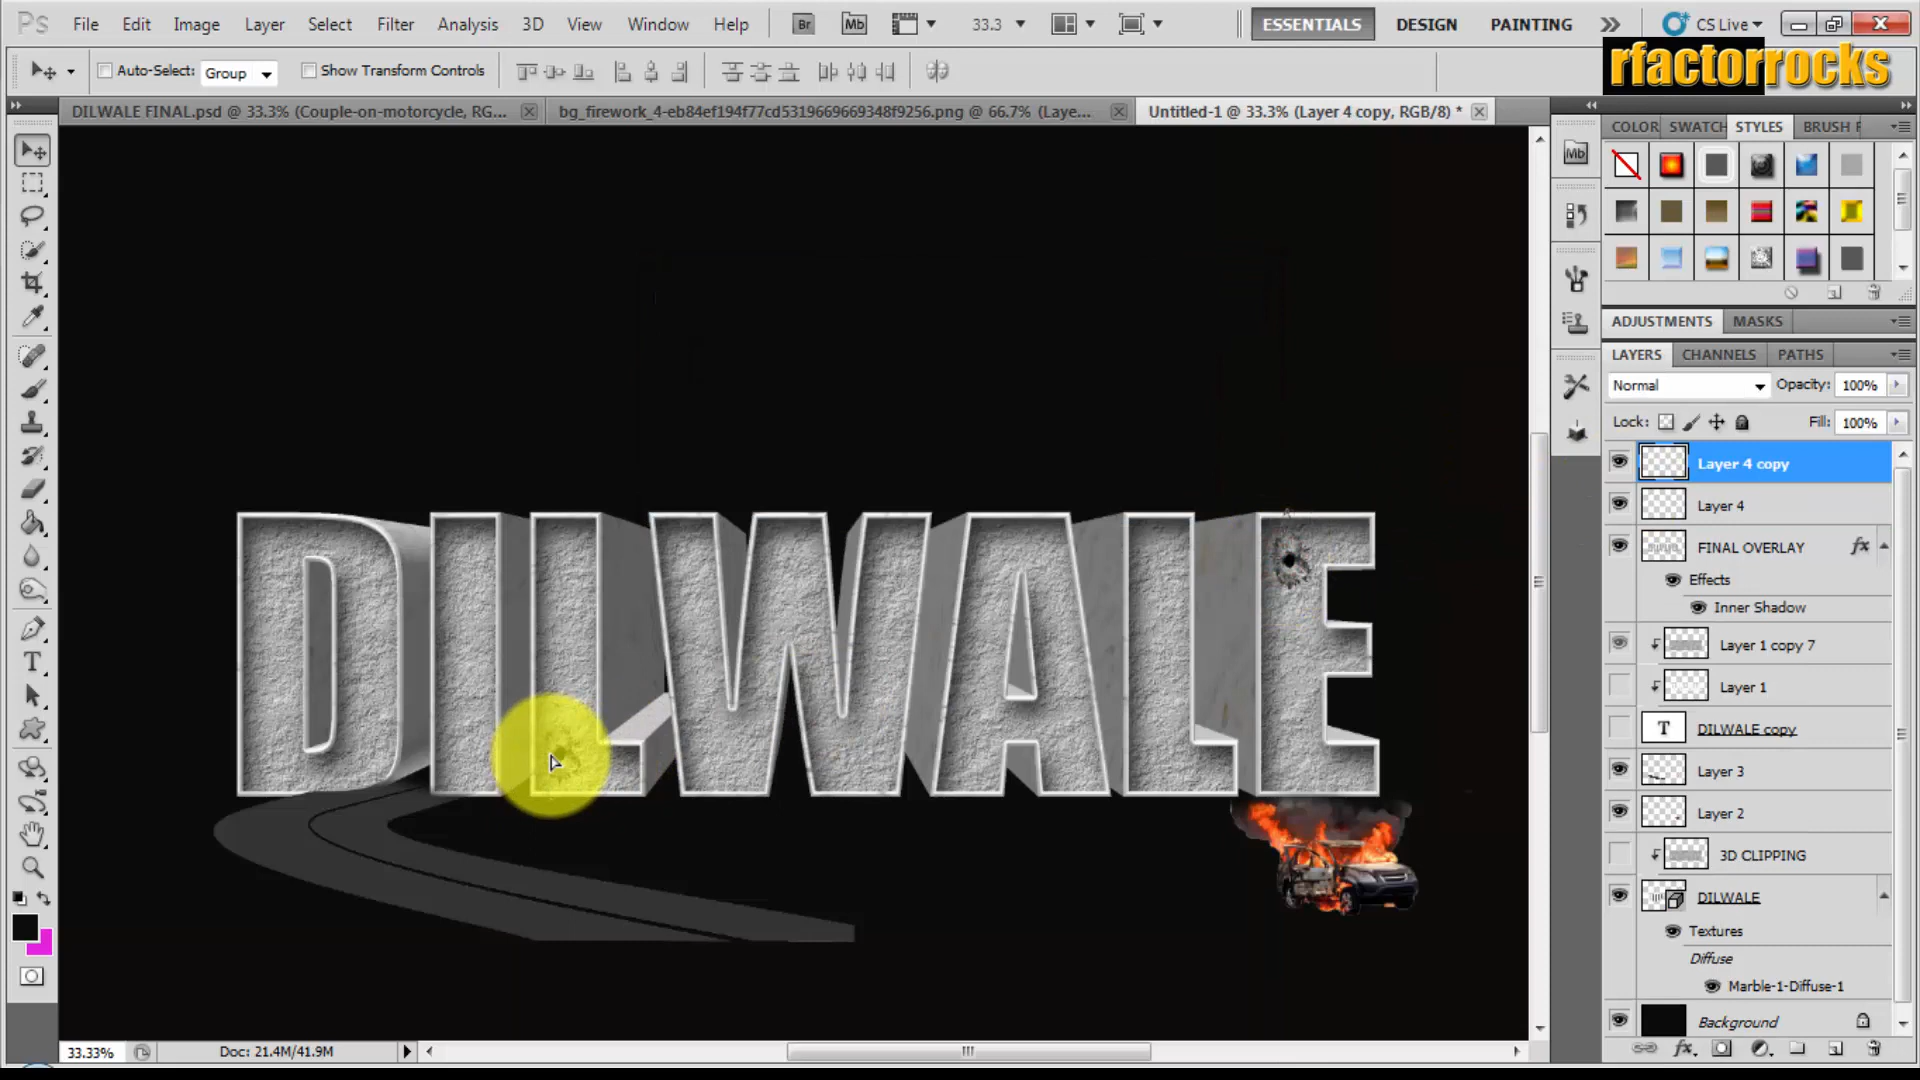 Ps File Edit Image Layer Select Filter Analysis 3D View Window Help Br Mb 33.3 ESSENTIALS DESIGN PAINTING CS Live
rfactorrocks
Auto-Select: Group Show Transform Controls
DILWALE FINAL.psd @ 33.3% (Couple-on-motorcycle, RG... bg_firework_4-eb84ef194f77cd5319669669348f9256.png @ 66.7% (Laye... Untitled-1 @ 33.3% (Layer 4 copy, RGB/8) *
COLOR SWATCH STYLES BRUSH
Mb
ADJUSTMENTS MASKS
LAYERS CHANNELS PATHS
Normal Opacity: 100%
Lock: Fill: 100%
Layer 4 copy
Layer 4
FINAL OVERLAY fx
Effects
Inner Shadow
Layer 1 copy 7
Layer 1
T DILWALE copy
Layer 3
Layer 2
3D CLIPPING
DILWALE
Textures
Diffuse
Marble-1-Diffuse-1
Background
DILWALE
33.33% Doc: 21.4M/41.9M